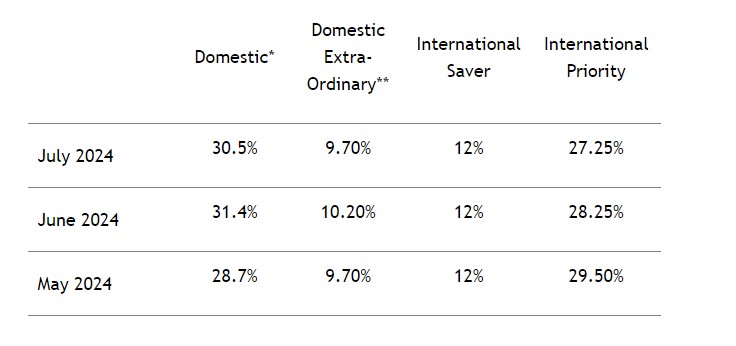 Domestic* Domestic Extra-Ordinary** International Saver International Priority
July 2024 30.5% 9.70% 12% 27.25%
June 2024 31.4% 10.20% 12% 28.25%
May 2024 28.7% 9.70% 12% 29.50%